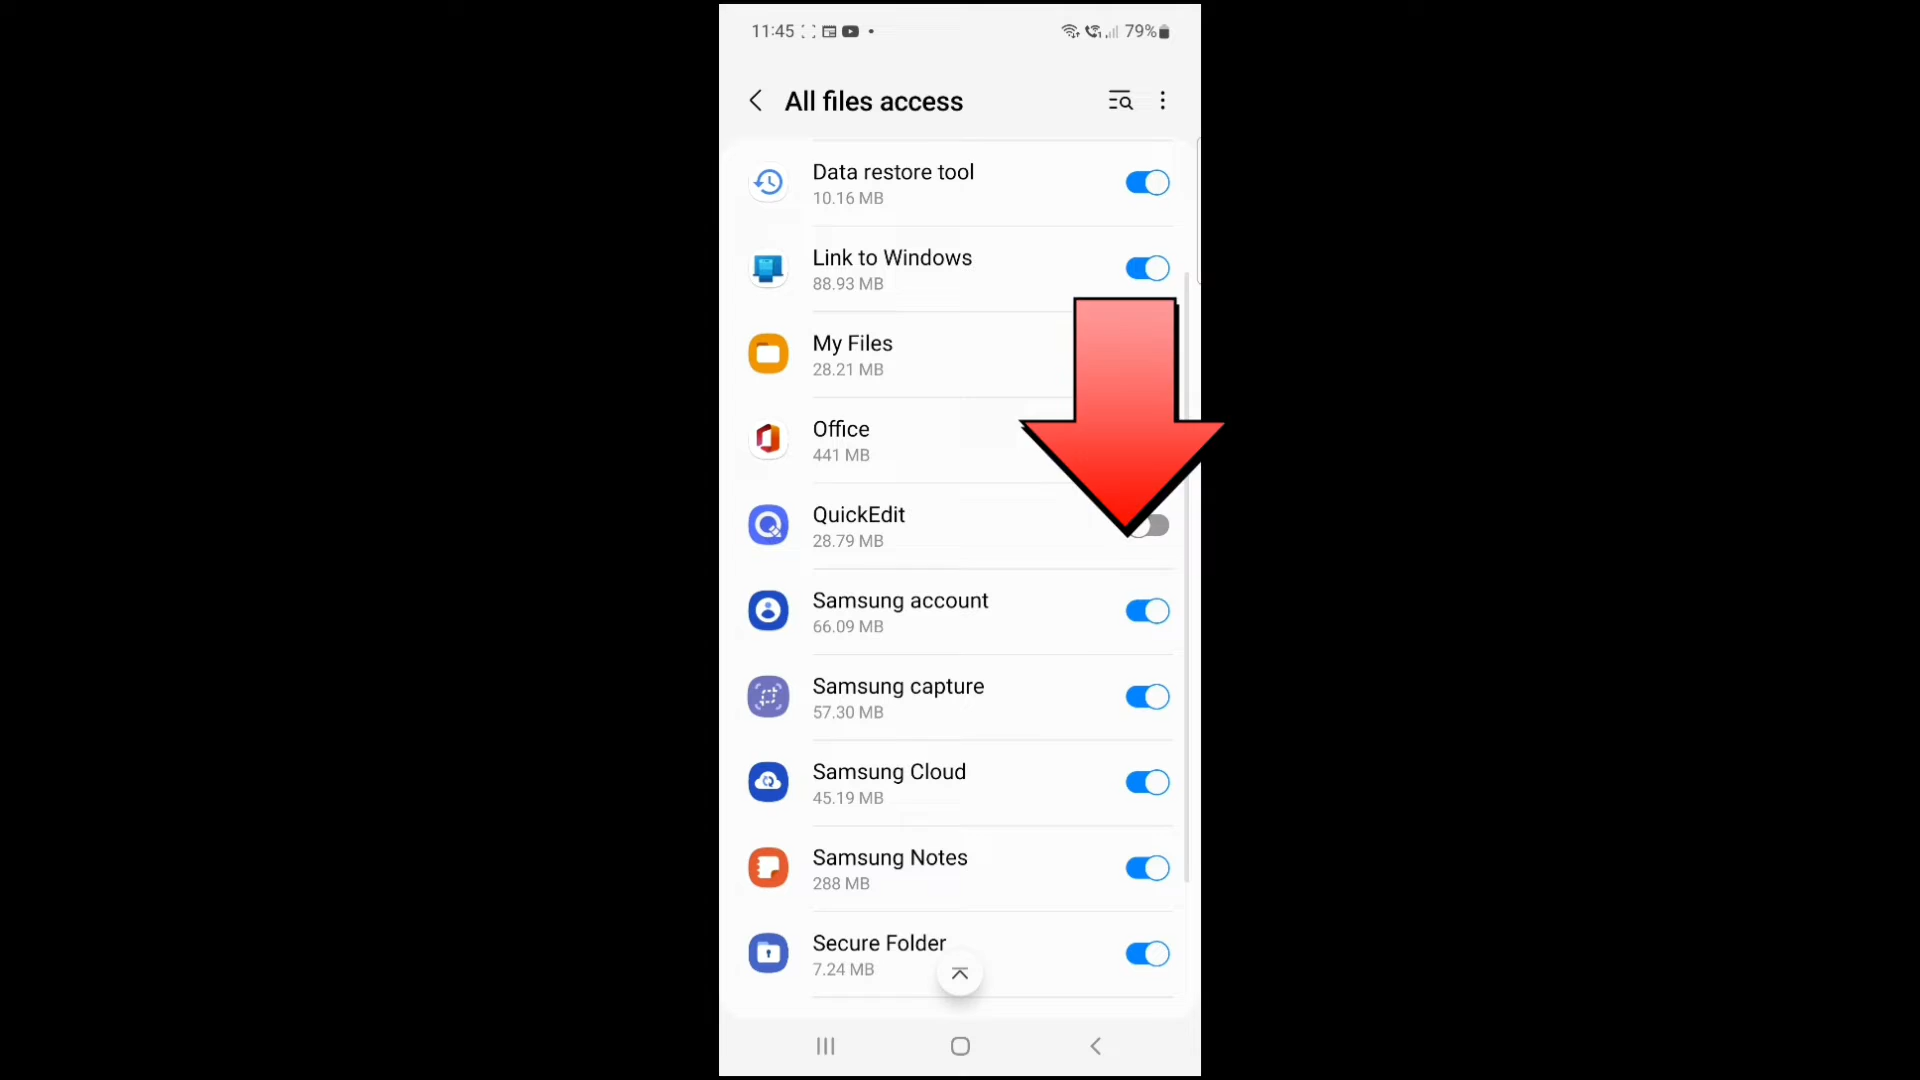 11:45
79%
All files access
Data restore tool
10.16 MB
Link to Windows
88.93 MB
My Files
28.21 MB
Office
441 MB
QuickEdit
28.79 MB
Samsung account
66.09 MB
Samsung capture
57.30 MB
Samsung Cloud
45.19 MB
Samsung Notes
288 MB
Secure Folder
7.24 MB